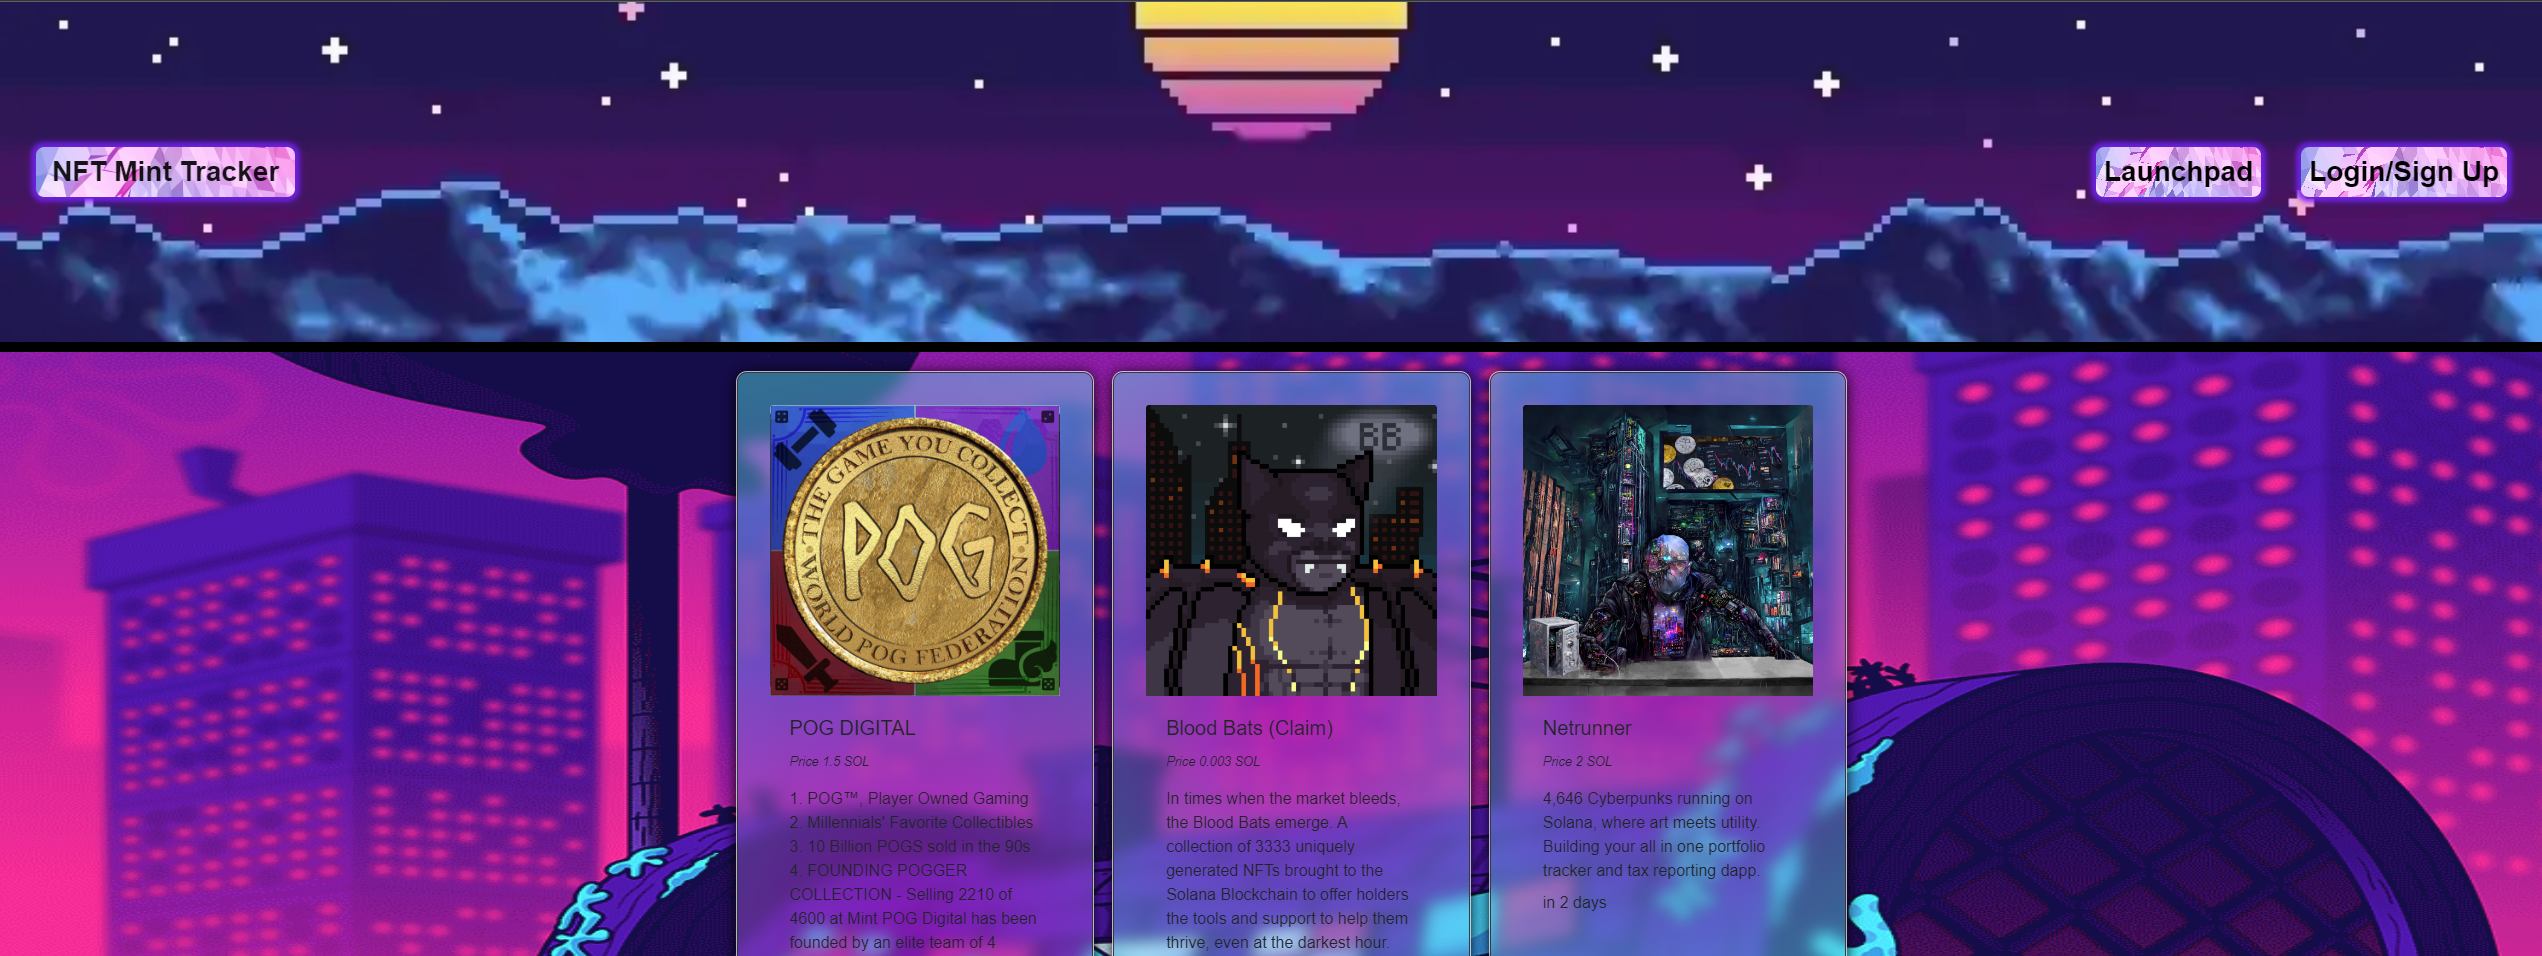 NFT Mint Tracker
Launchpad
Login/Sign Up
THE GAME YOU COLLECT
POG
WORLD POG FEDERATION
BB
POG DIGITAL
Price 1.5 SOL
1. POG™, Player Owned Gaming
2. Millennials' Favorite Collectibles
3. 10 Billion POGS sold in the 90s
4. FOUNDING POGGER
COLLECTION - Selling 2210 of
4600 at Mint POG Digital has been
founded by an elite team of 4
Blood Bats (Claim)
Price 0.003 SOL
In times when the market bleeds,
the Blood Bats emerge. A
collection of 3333 uniquely
generated NFTs brought to the
Solana Blockchain to offer holders
the tools and support to help them
thrive, even at the darkest hour.
Netrunner
Price 2 SOL
4,646 Cyberpunks running on
Solana, where art meets utility.
Building your all in one portfolio
tracker and tax reporting dapp.
in 2 days